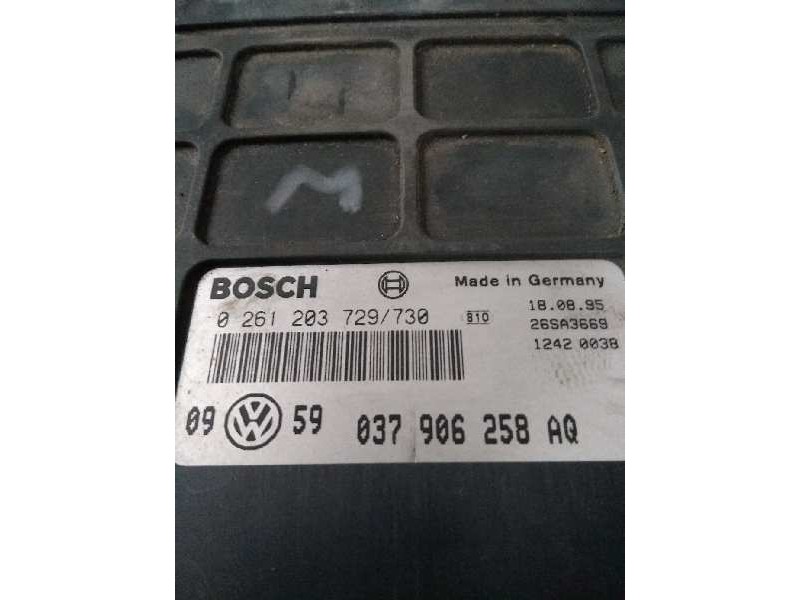 M
BOSCH Made in Germany
0 261 203 729/730 810 18.08.95
26SA3669
1242 0038
09 VW 59 037 906 258 AQ